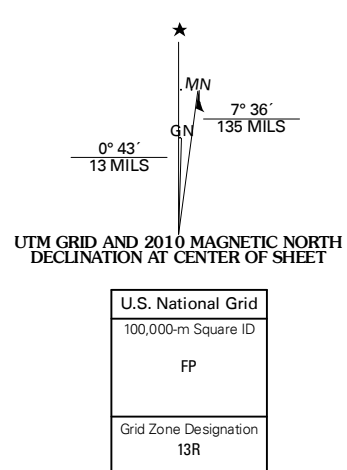 ★
MN
7° 36´
135 MILS
GN
0° 43´
13 MILS
UTM GRID AND 2010 MAGNETIC NORTH
DECLINATION AT CENTER OF SHEET
U.S. National Grid
100,000-m Square ID
FP
Grid Zone Designation
13R